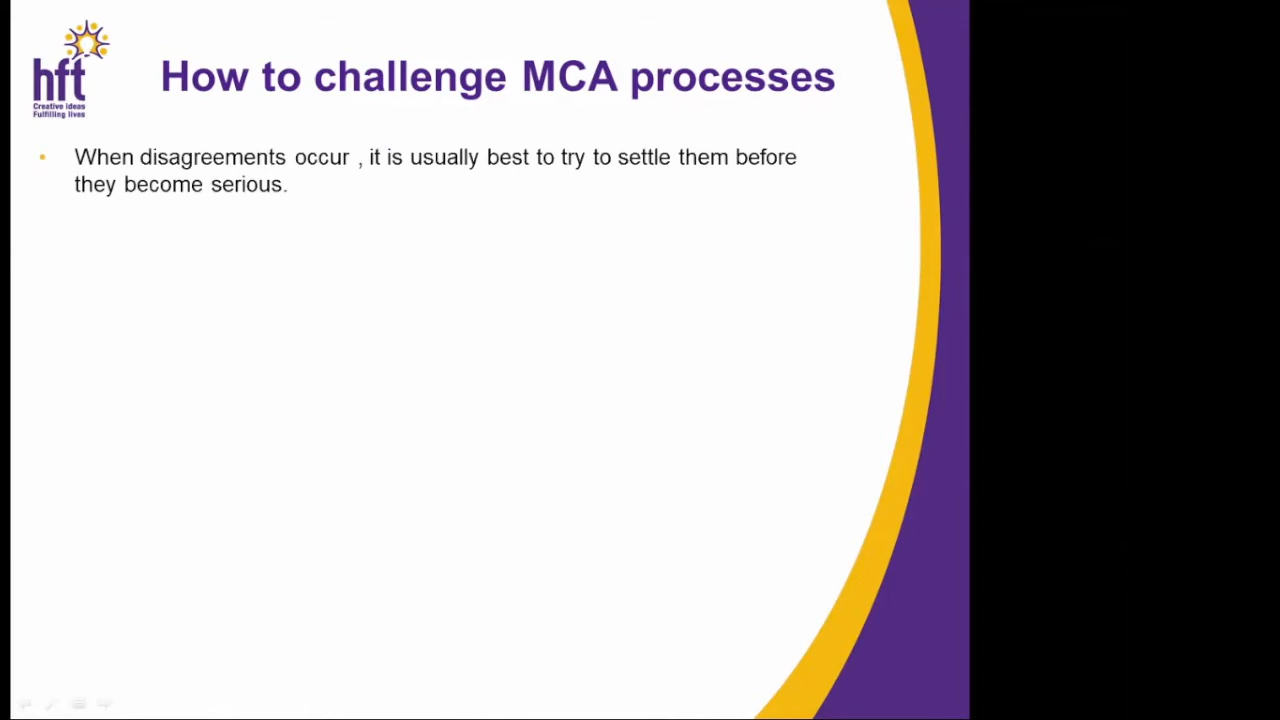 hft
Creative ideas
Fulfilling lives
How to challenge MCA processes
• When disagreements occur , it is usually best to try to settle them before
they become serious.